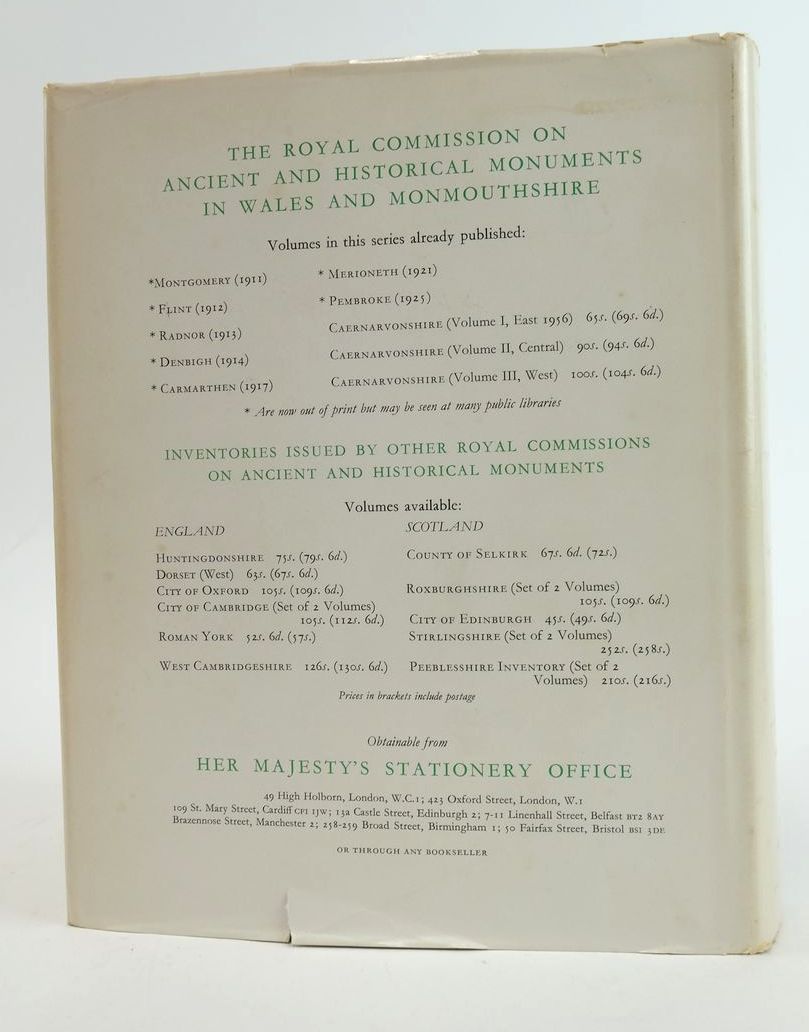 THE ROYAL COMMISSION ON
ANCIENT AND HISTORICAL MONUMENTS
IN WALES AND MONMOUTHSHIRE
Volumes in this series already published:
*MONTGOMERY (1911)
* FLINT (1912)
* RADNOR (1913)
* DENBIGH (1914)
* CARMARTHEN (1917)
* MERIONETH (1921)
* PEMBROKE (1925)
CAERNARVONSHIRE (Volume I, East 1956) 65s. (69s. 6d.)
CAERNARVONSHIRE (Volume II, Central) 90s. (94s. 6d.)
CAERNARVONSHIRE (Volume III, West) 100s. (104s. 6d.)
* Are now out of print but may be seen at many public libraries
INVENTORIES ISSUED BY OTHER ROYAL COMMISSIONS
ON ANCIENT AND HISTORICAL MONUMENTS
Volumes available:
ENGLAND
HUNTINGDONSHIRE 75s. (79s. 6d.)
DORSET (West) 63s. (67s. 6d.)
CITY OF OXFORD 105s. (109s. 6d.)
CITY OF CAMBRIDGE (Set of 2 Volumes)
105s. (112s. 6d.)
ROMAN YORK 52s. 6d. (57s.)
WEST CAMBRIDGESHIRE 126s. (130s. 6d.)
SCOTLAND
COUNTY OF SELKIRK 67s. 6d. (72s.)
ROXBURGHSHIRE (Set of 2 Volumes)
105s. (109s. 6d.)
CITY OF EDINBURGH 45s. (49s. 6d.)
STIRLINGSHIRE (Set of 2 Volumes)
252s. (258s.)
PEEBLESSHIRE INVENTORY (Set of 2
Volumes) 210s. (216s.)
Prices in brackets include postage
Obtainable from
HER MAJESTY'S STATIONERY OFFICE
49 High Holborn, London, W.C.1; 423 Oxford Street, London, W.1
109 St. Mary Street, Cardiff CF1 1JW; 13a Castle Street, Edinburgh 2; 7-11 Linenhall Street, Belfast BT2 8AY
Brazennose Street, Manchester 2; 258-259 Broad Street, Birmingham 1; 50 Fairfax Street, Bristol BS1 3DE
OR THROUGH ANY BOOKSELLER